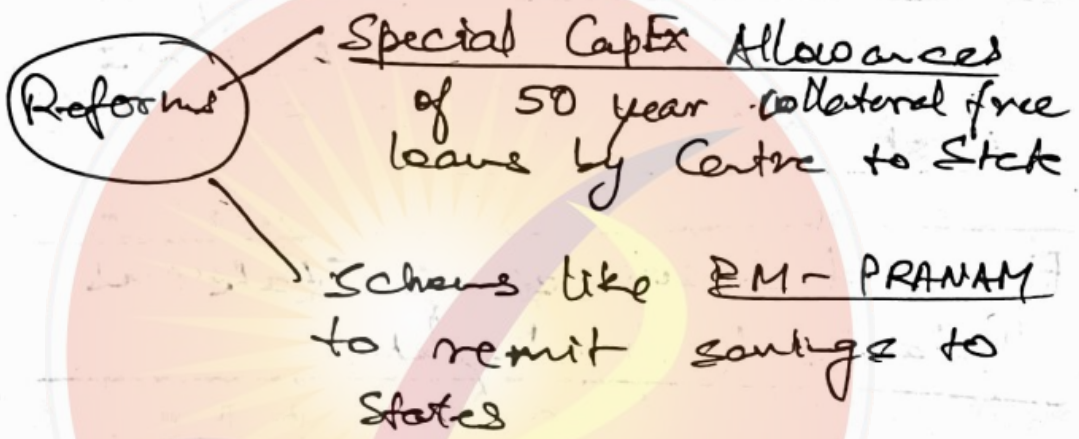 Special CapEx Allowances
Reforms
of 50 year collateral free
loans by Centre to State
Schems like PM- PRANAM
to remit savings to
States